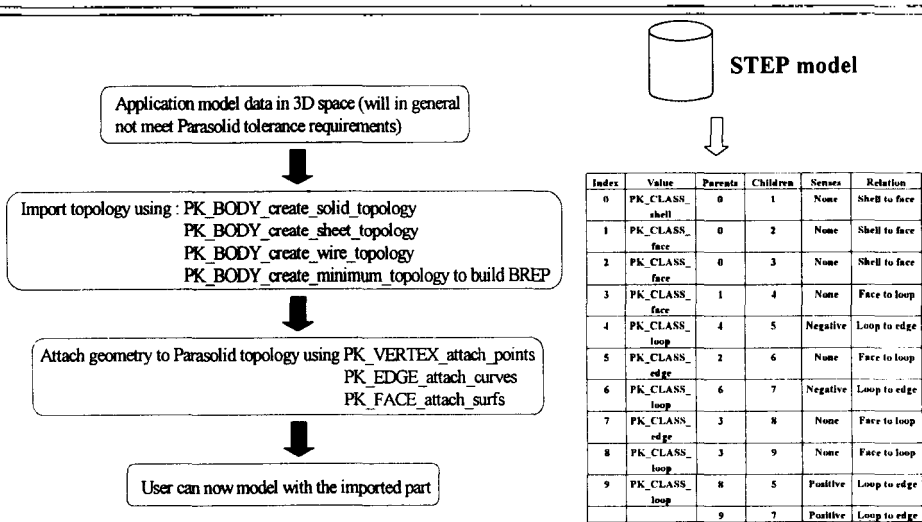 Application model data in 3D space (will in general
not meet Parasolid tolerance requirements)
Import topology using : PK_BODY_create_solid_topology
PK_BODY_create_sheet_topology
PK_BODY_create_wire_topology
PK_BODY_create_minimum_topology to build BREP
Attach geometry to Parasolid topology using PK_VERTEX_attach_points
PK_EDGE_attach_curves
PK_FACE_attach_surfs
User can now model with the imported part
STEP model
Index Value Parents Children Senses Relation
0 PK_CLASS_ 0 1 None Shell to face
shell
1 PK_CLASS_ 0 2 None Shell to face
face
2 PK_CLASS_ 0 3 None Shell to face
face
3 PK_CLASS_ 1 4 None Face to loop
face
4 PK_CLASS_ 4 5 Negative Loop to edge
loop
5 PK_CLASS_ 2 6 None Face to loop
edge
6 PK_CLASS_ 6 7 Negative Loop to edge
loop
7 PK_CLASS_ 3 8 None Face to loop
edge
8 PK_CLASS_ 3 9 None Face to loop
loop
9 PK_CLASS_ 8 5 Positive Loop to edge
loop
9 7 Positive Loop to edge